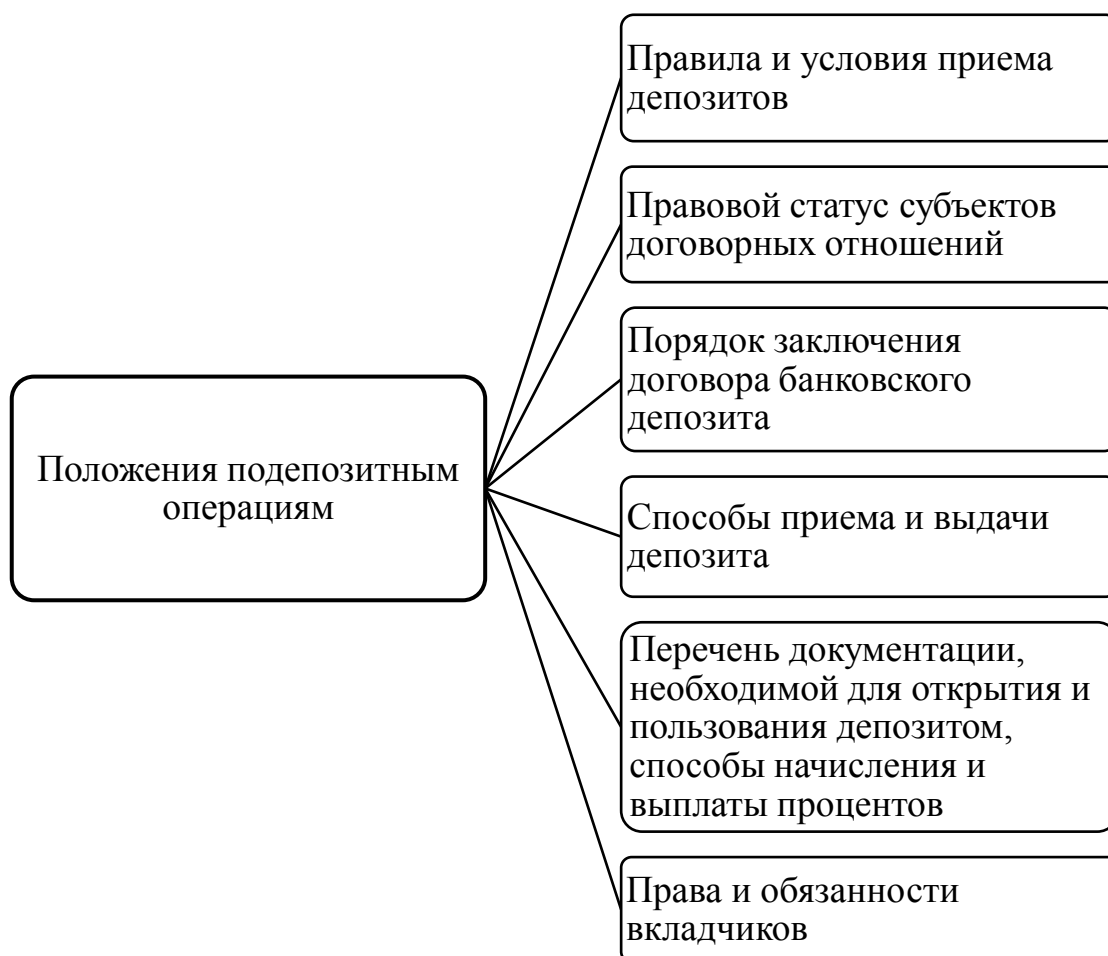 Правила и условия приема
депозитов
Правовой статус субъектов
договорных отношений
Порядок заключения
договора банковского
депозита
Положения подепозитным
операциям
Способы приема и выдачи
депозита
Перечень документации,
необходимой для открытия и
пользования депозитом,
способы начисления и
выплаты процентов
Права и обязанности
вкладчиков